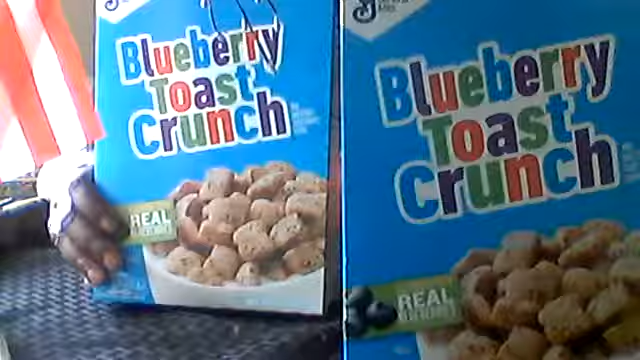 Blueberry
Toast
Crunch
REAL
Blueberry
Toast
Crunch
REAL